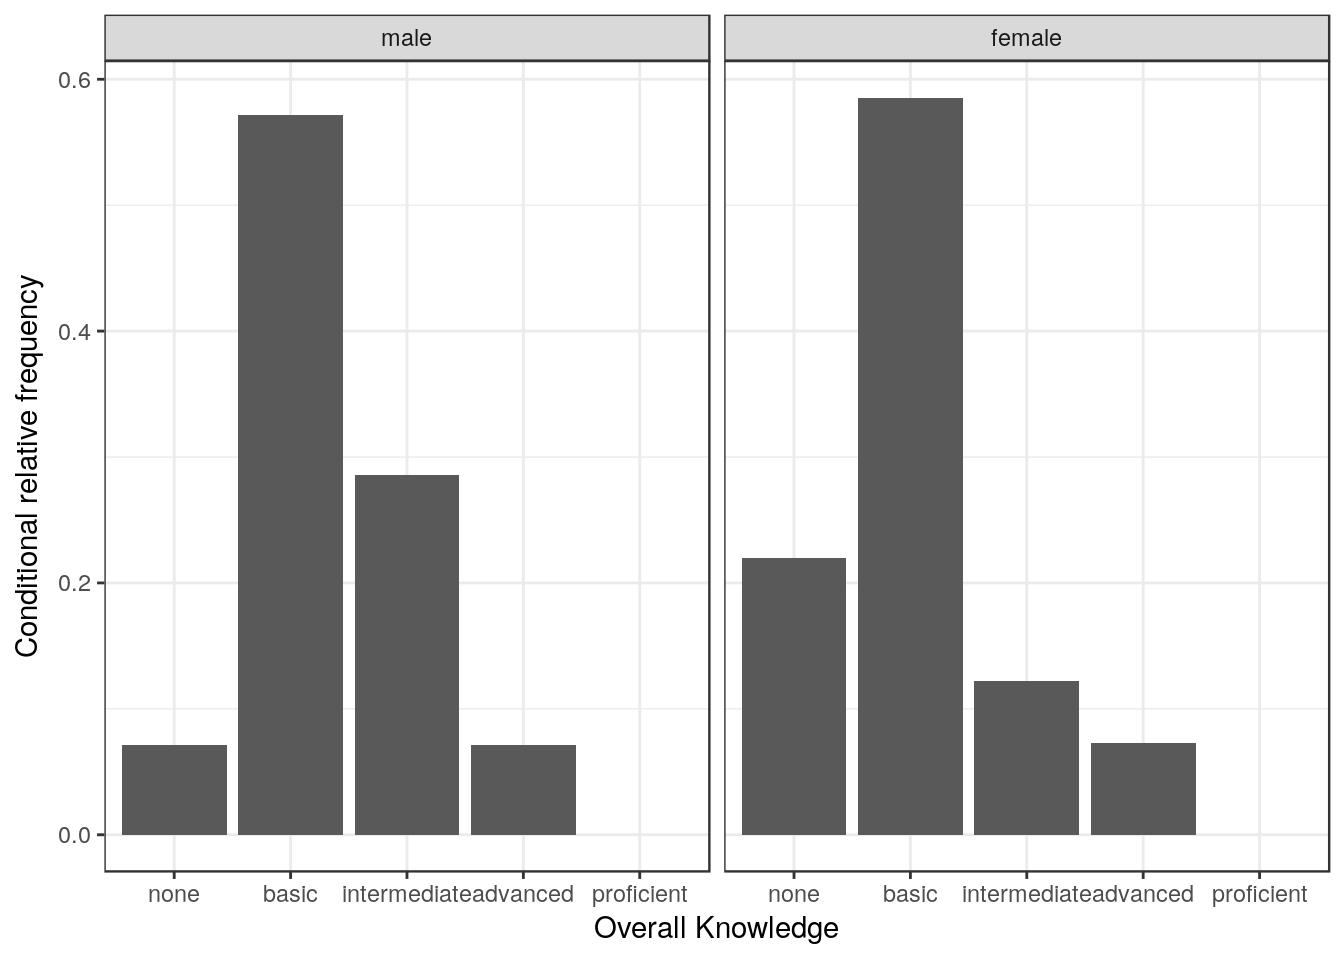 male female
0.6
0.4
0.2
0.0
Conditional relative frequency
none basic intermediate advanced proficient none basic intermediate advanced proficient
Overall Knowledge